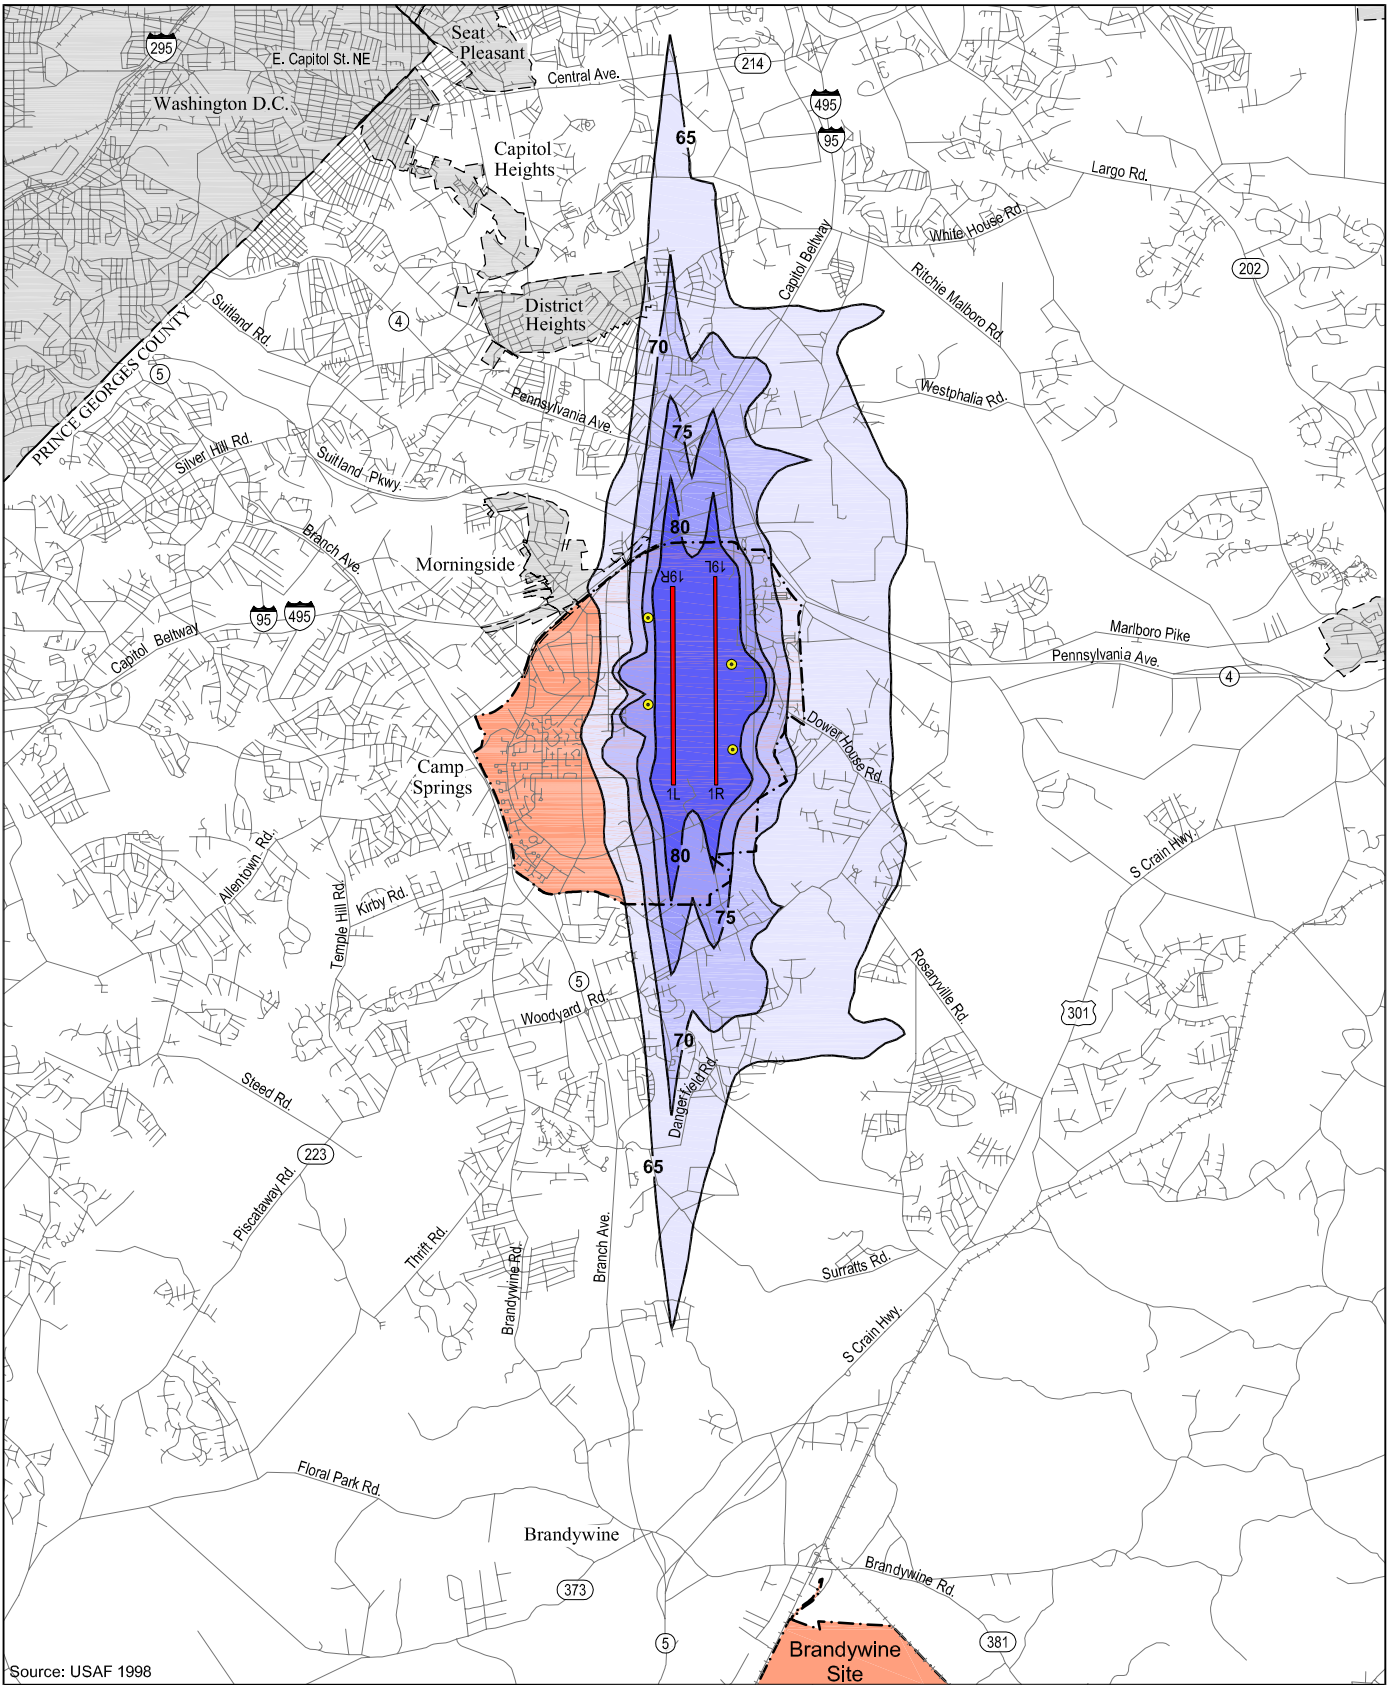 Seat
Pleasant
295
E. Capitol St. NE
214
Central Ave.
Washington D.C.
495
65
95
Capitol
Heights
Largo Rd.
White House Rd.
Capitol Beltway
202
Ritchie Malboro Rd.
Suitland Rd.
District
Heights
4
PRINCE GEORGES COUNTY
70
5
Westphalia Rd.
Pennsylvania Ave.
75
Silver Hill Rd.
Suitland Pkwy.
80
Branch Ave.
Morningside
19R
19L
95
495
Capitol Beltway
Marlboro Pike
Pennsylvania Ave.
4
Dower House Rd.
Camp
Springs
1L
1R
S Crain Hwy.
80
Allentown Rd.
Temple Hill Rd.
Kirby Rd.
75
5
Rosaryville Rd.
Woodyard Rd.
301
70
Steed Rd.
Dangerfield Rd.
223
65
Piscataway Rd.
Thrift Rd.
Brandywine Rd.
Branch Ave.
Surratts Rd.
S Crain Hwy.
Floral Park Rd.
Brandywine
373
Brandywine Rd.
5
381
Brandywine
Site
Source: USAF 1998